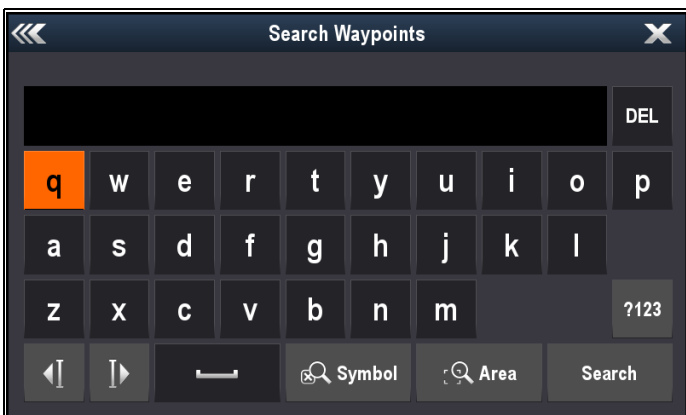 Search Waypoints
DEL
q w e r t y u i o p
a s d f g h j k l
z x c v b n m ?123
Symbol Area Search